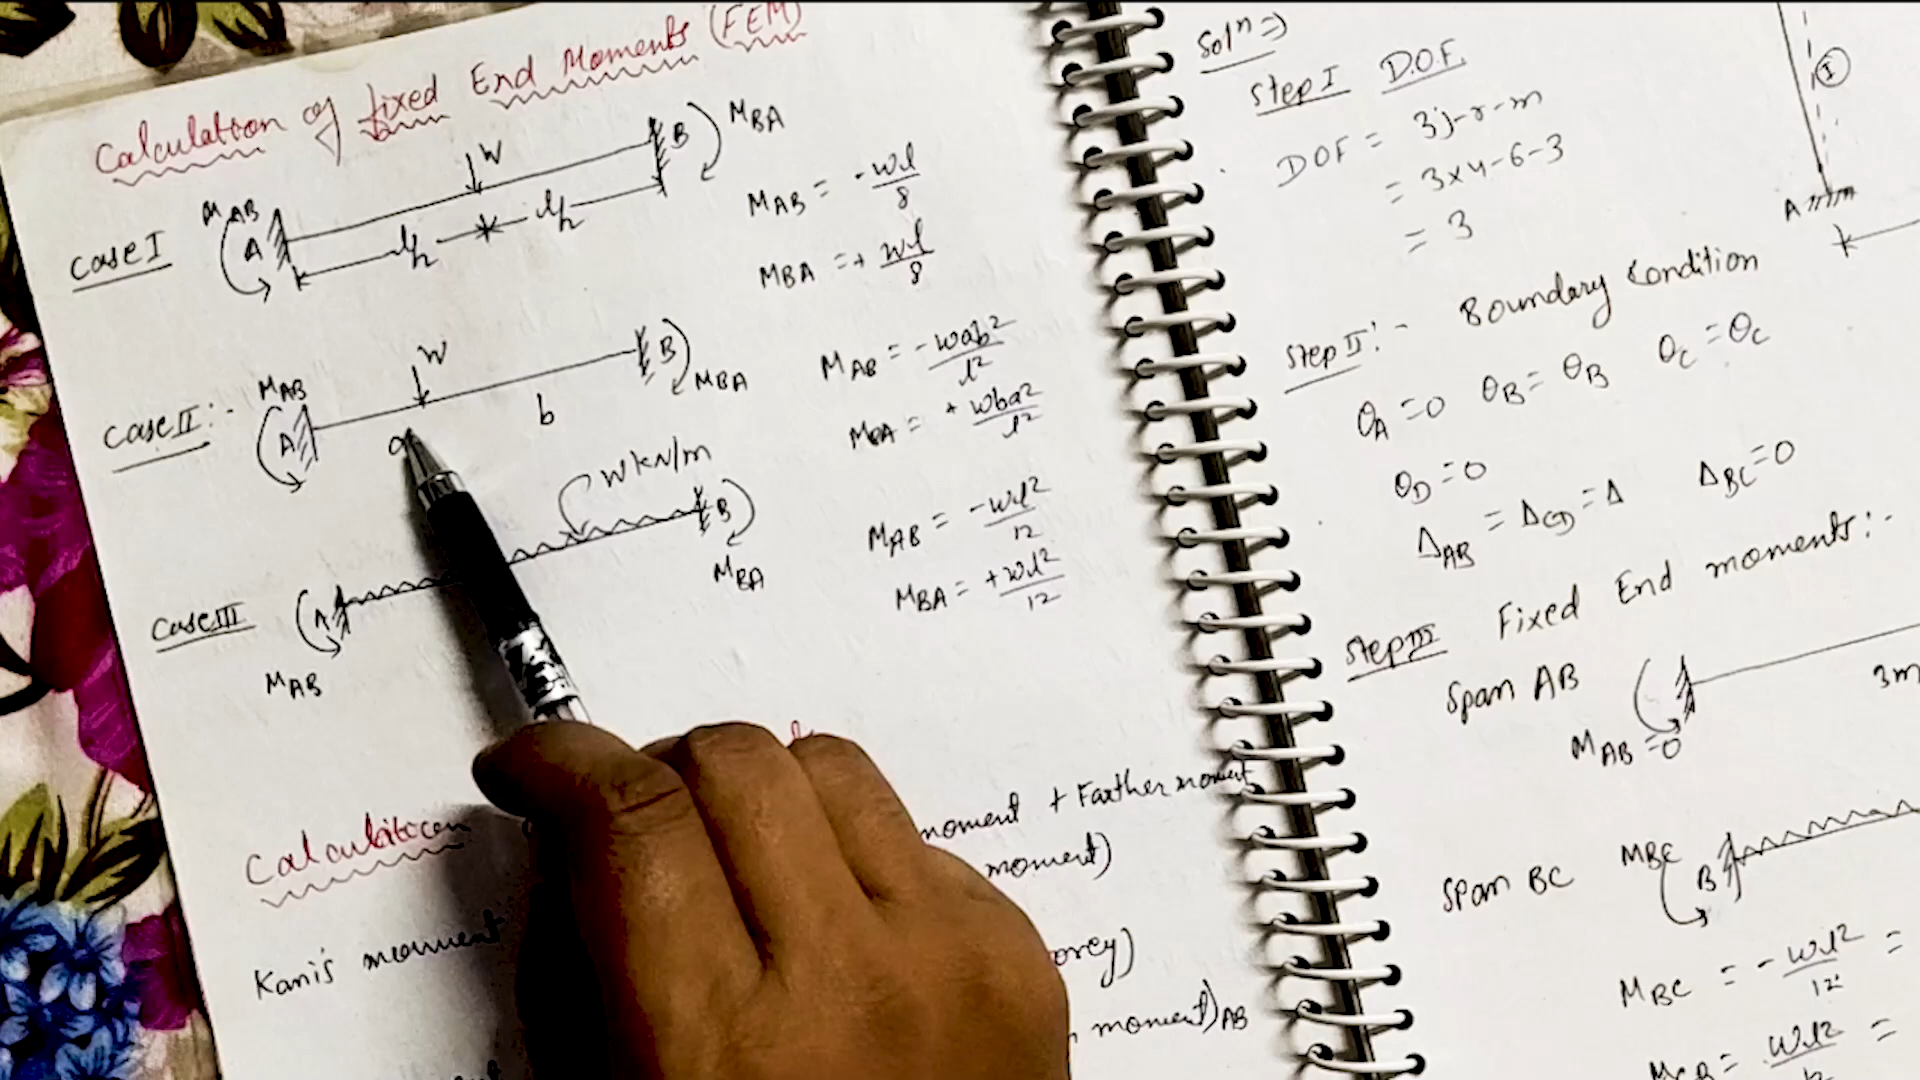 Calculation of fixed End Moments (FEM)
Case I
MAB
A
W
B
MBA
l/2
l/2
MAB = -wl/8
MBA = + wl/8
Case II :-
MAB
A
W
a
b
B
MBA
MAB = -wab²/l²
MBA = + wba²/l²
Case III
A
MAB
W kN/m
B
MBA
MAB = -wl²/12
MBA = +wl²/12
Calculation
moment + Farther moment
moment)
Kani's moment
orey)
moment)AB
Solⁿ ⇒
Step I D.O.F.
DOF = 3j-r-m
= 3x4-6-3
= 3
I
A
Step II :- Boundary Condition
θA = 0 θB = θB θC = θC
θD = 0
ΔAB = ΔCD = Δ ΔBC = 0
Step III Fixed End moments :-
Span AB
3m
MAB = 0
Span BC
MBC
B
MBC = - wl²/12 =
MCB = wl²/12 =